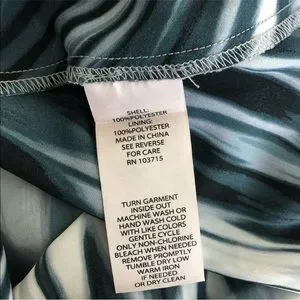 SHELL:
100%POLYESTER
LINING:
100%POLYESTER
MADE IN CHINA
SEE REVERSE
FOR CARE
RN 103715
TURN GARMENT
INSIDE OUT
MACHINE WASH OR
HAND WASH COLD
WITH LIKE COLORS
GENTLE CYCLE
ONLY NON-CHLORINE
BLEACH WHEN NEEDED
REMOVE PROMPTLY
TUMBLE DRY LOW
WARM IRON
IF NEEDED
OR DRY CLEAN